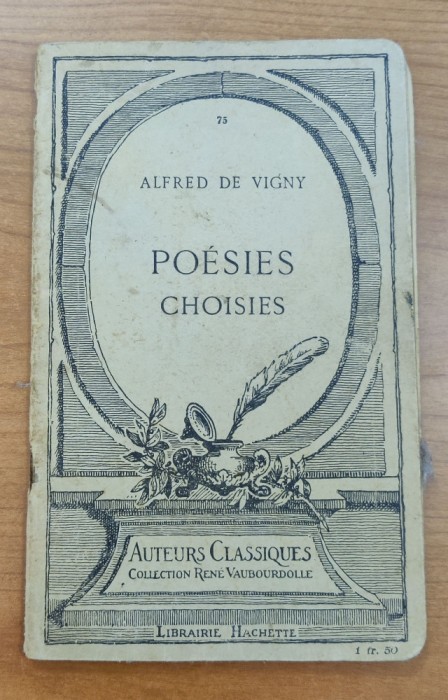 75
ALFRED DE VIGNY
POÉSIES
CHOISIES
AUTEURS CLASSIQUES
COLLECTION RENÉ VAUBOURDOLLE
LIBRAIRIE HACHETTE
1 fr. 50